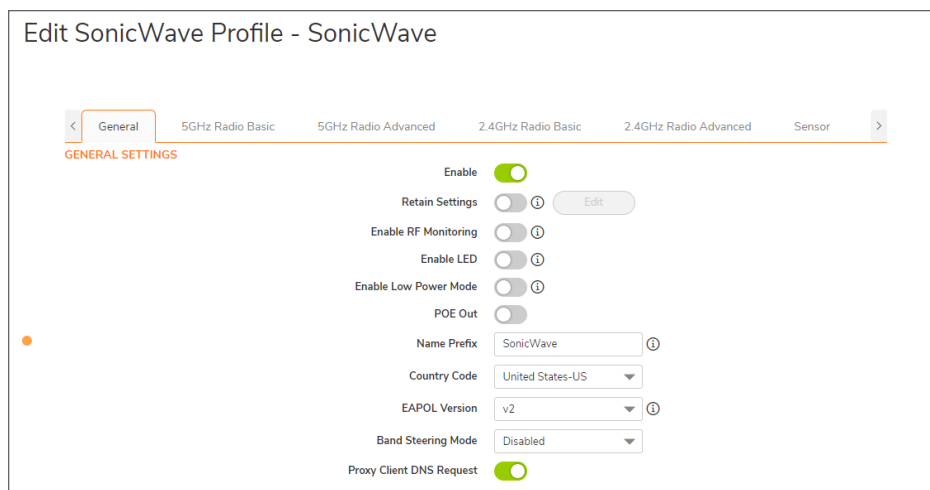 Edit SonicWave Profile - SonicWave
General 5GHz Radio Basic 5GHz Radio Advanced 2.4GHz Radio Basic 2.4GHz Radio Advanced Sensor
GENERAL SETTINGS
Enable
Retain Settings Edit
Enable RF Monitoring
Enable LED
Enable Low Power Mode
POE Out
Name Prefix SonicWave
Country Code United States-US
EAPOL Version v2
Band Steering Mode Disabled
Proxy Client DNS Request